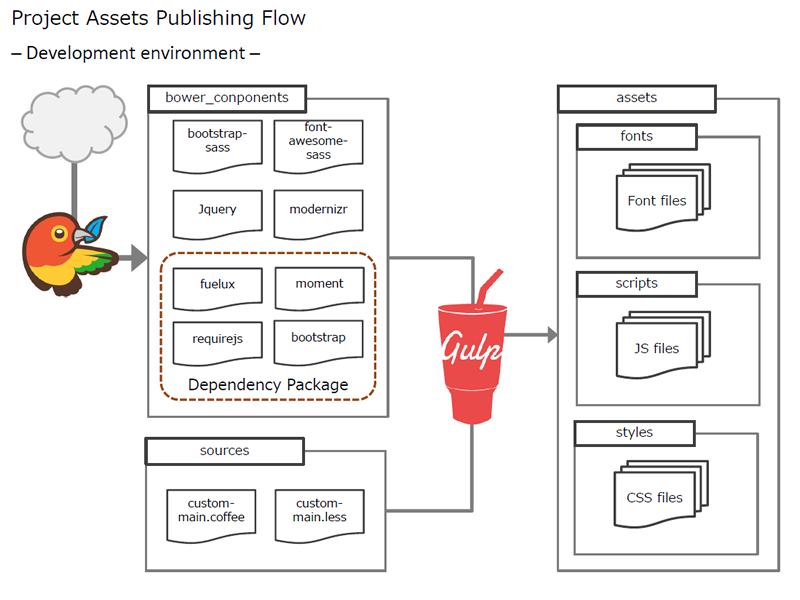 Project Assets Publishing Flow
– Development environment –
bower_conponents
bootstrap-
sass
font-
awesome-
sass
Jquery
modernizr
fuelux
moment
requirejs
bootstrap
Dependency Package
sources
custom-
main.coffee
custom-
main.less
Gulp
assets
fonts
Font files
scripts
JS files
styles
CSS files